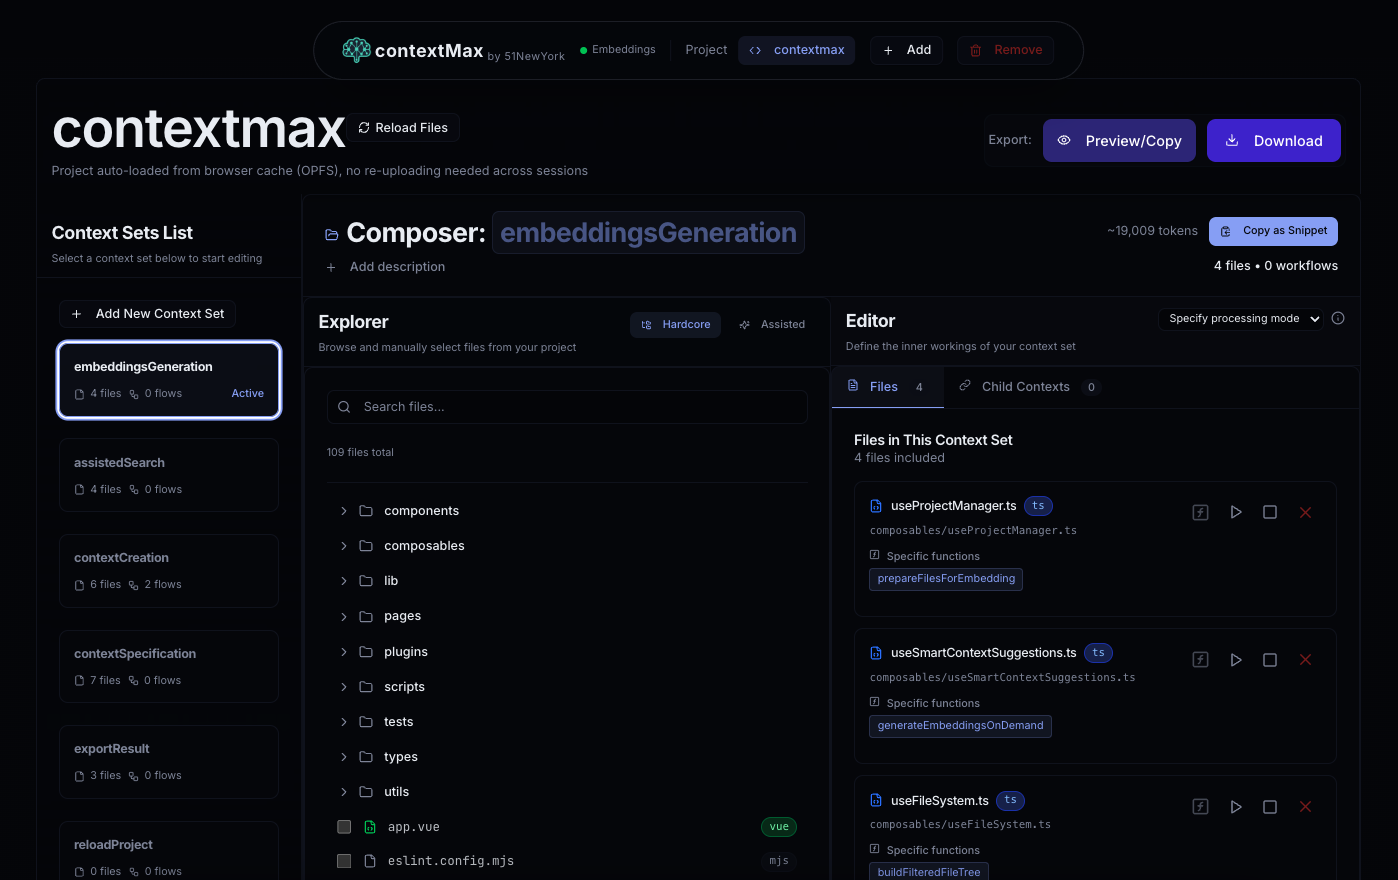 contextMax by 51NewYork
Embeddings
Project
contextmax
Add
Remove
contextmax
Reload Files
Project auto-loaded from browser cache (OPFS), no re-uploading needed across sessions
Export:
Preview/Copy
Download
Context Sets List
Select a context set below to start editing
Add New Context Set
embeddingsGeneration
4 files 0 flows Active
assistedSearch
4 files 0 flows
contextCreation
6 files 2 flows
contextSpecification
7 files 0 flows
exportResult
3 files 0 flows
reloadProject
0 files 0 flows
Composer: embeddingsGeneration
Add description
~19,009 tokens
Copy as Snippet
4 files • 0 workflows
Explorer
Browse and manually select files from your project
Hardcore
Assisted
Search files...
109 files total
components
composables
lib
pages
plugins
scripts
tests
types
utils
app.vue vue
eslint.config.mjs mjs
Editor
Define the inner workings of your context set
Specify processing mode
Files 4
Child Contexts 0
Files in This Context Set
4 files included
useProjectManager.ts ts
composables/useProjectManager.ts
Specific functions
prepareFilesForEmbedding
useSmartContextSuggestions.ts ts
composables/useSmartContextSuggestions.ts
Specific functions
generateEmbeddingsOnDemand
useFileSystem.ts ts
composables/useFileSystem.ts
Specific functions
buildFilteredFileTree